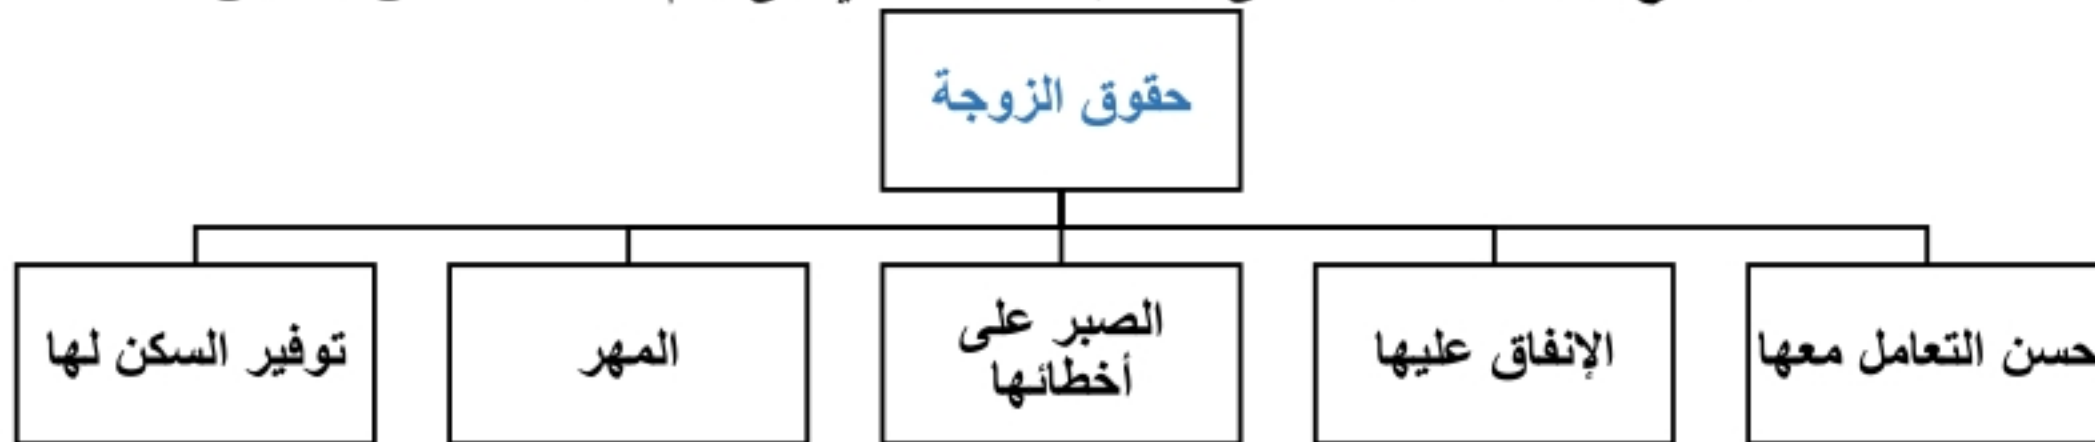 حقوق الزوجة
حسن التعامل معها
الإنفاق عليها
الصبر على
أخطائها
المهر
توفير السكن لها